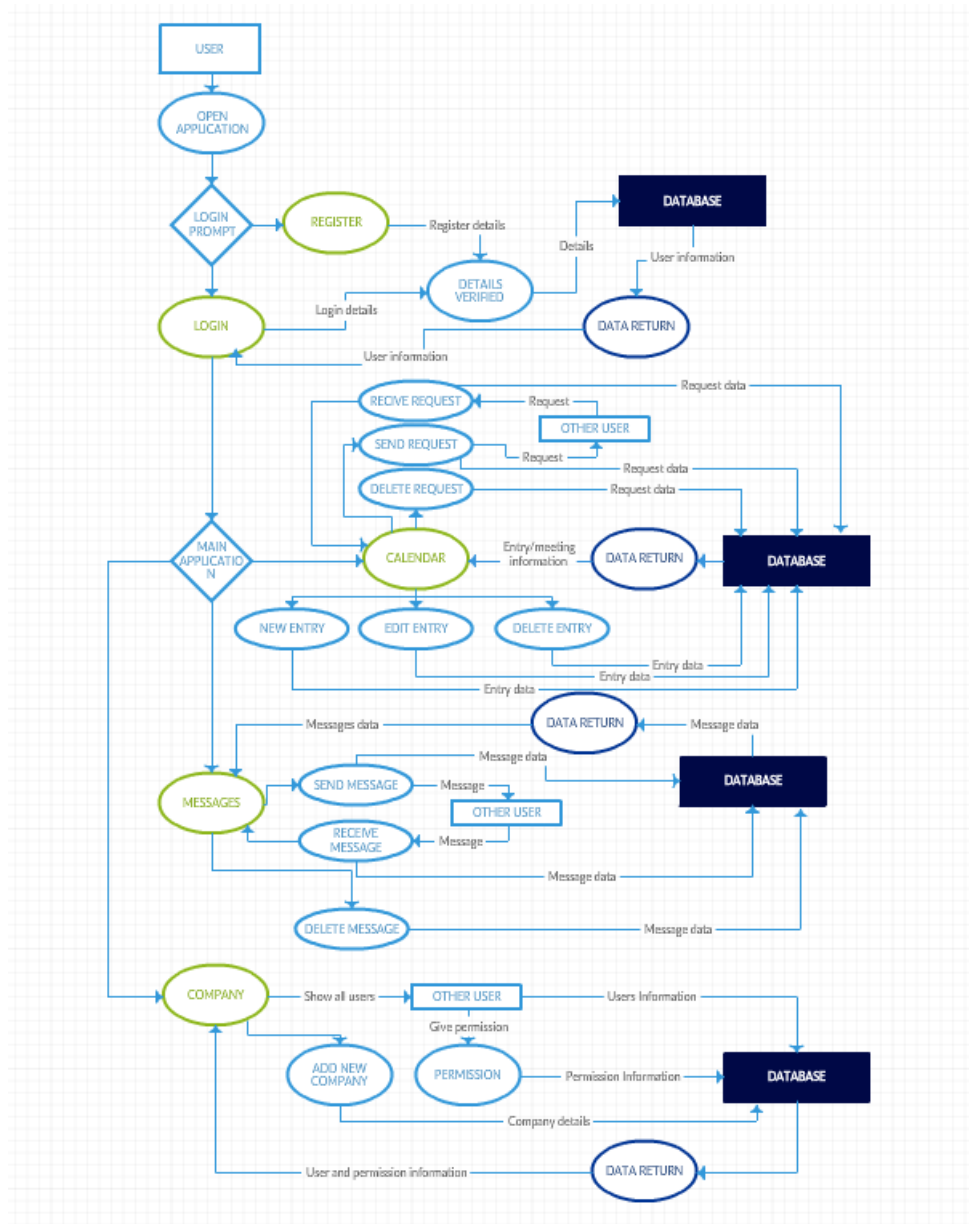 USER
OPEN
APPLICATION
LOGIN
PROMPT
REGISTER
Register details
DATABASE
Details
User information
DETAILS
VERIFIED
Login details
LOGIN
DATA RETURN
User information
Request data
RECIVE REQUEST
Request
OTHER USER
SEND REQUEST
Request
Request data
DELETE REQUEST
Request data
MAIN
APPLICATIO
N
CALENDAR
Entry/meeting
information
DATA RETURN
DATABASE
NEW ENTRY
EDIT ENTRY
DELETE ENTRY
Entry data
Entry data
Entry data
Messages data
DATA RETURN
Message data
Message data
DATABASE
MESSAGES
SEND MESSAGE
Message
OTHER USER
RECEIVE
MESSAGE
Message
Message data
DELETE MESSAGE
Message data
COMPANY
Show all users
OTHER USER
Users Information
Give permission
ADD NEW
COMPANY
PERMISSION
Permission Information
DATABASE
Company details
User and permission information
DATA RETURN